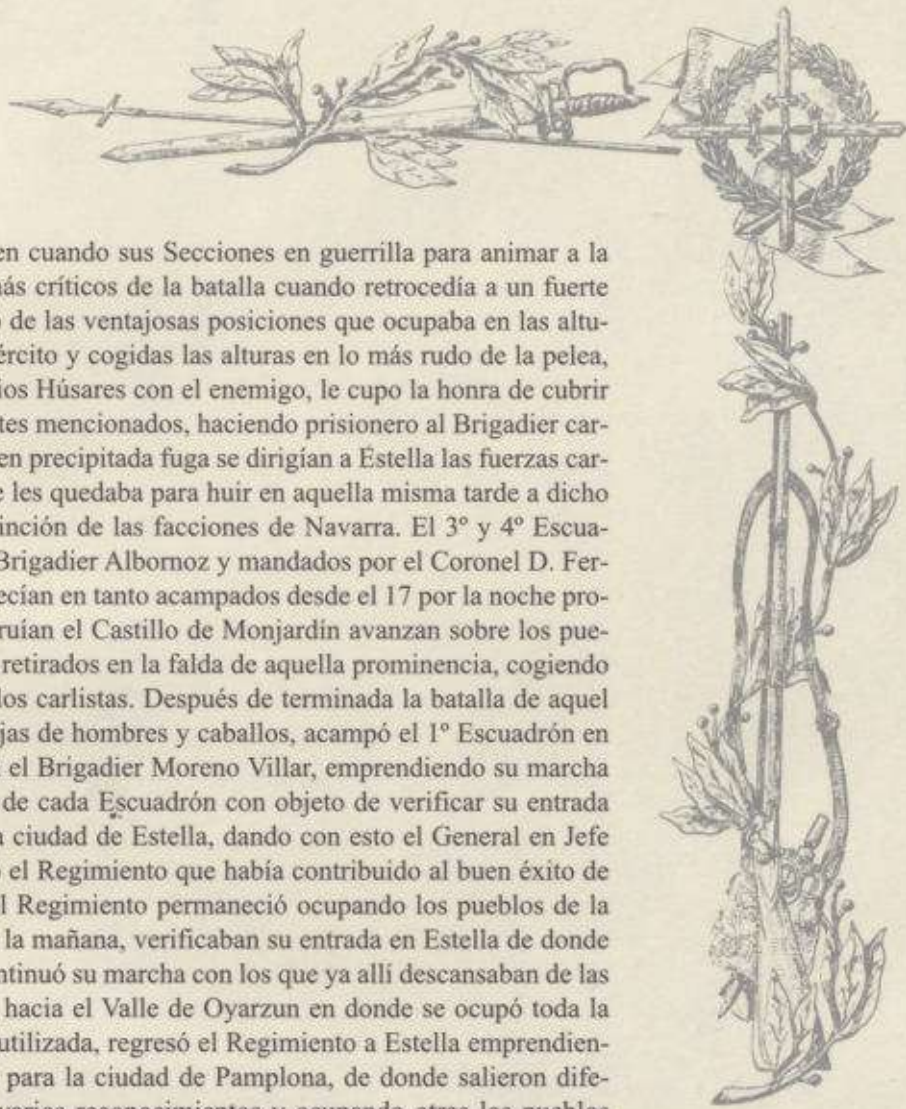 en cuando sus Secciones en guerrilla para animar a la
ás críticos de la batalla cuando retrocedía a un fuerte
de las ventajosas posiciones que ocupaba en las altu-
ército y cogidas las alturas en lo más rudo de la pelea,
ios Húsares con el enemigo, le cupo la honra de cubrir
tes mencionados, haciendo prisionero al Brigadier car-
en precipitada fuga se dirigían a Estella las fuerzas car-
e les quedaba para huir en aquella misma tarde a dicho
inción de las facciones de Navarra. El 3º y 4º Escua-
Brigadier Albornoz y mandados por el Coronel D. Fer-
ecían en tanto acampados desde el 17 por la noche pro-
ruían el Castillo de Monjardín avanzan sobre los pue-
retirados en la falda de aquella prominencia, cogiendo
los carlistas. Después de terminada la batalla de aquel
jas de hombres y caballos, acampó el 1º Escuadrón en
el Brigadier Moreno Villar, emprendiendo su marcha
de cada Escuadrón con objeto de verificar su entrada
a ciudad de Estella, dando con esto el General en Jefe
o el Regimiento que había contribuido al buen éxito de
l Regimiento permaneció ocupando los pueblos de la
la mañana, verificaban su entrada en Estella de donde
ntinuó su marcha con los que ya allí descansaban de las
hacia el Valle de Oyarzun en donde se ocupó toda la
utilizada, regresó el Regimiento a Estella emprendien-
para la ciudad de Pamplona, de donde salieron dife-
varios reconocimientos y ocupando otros los pueblos